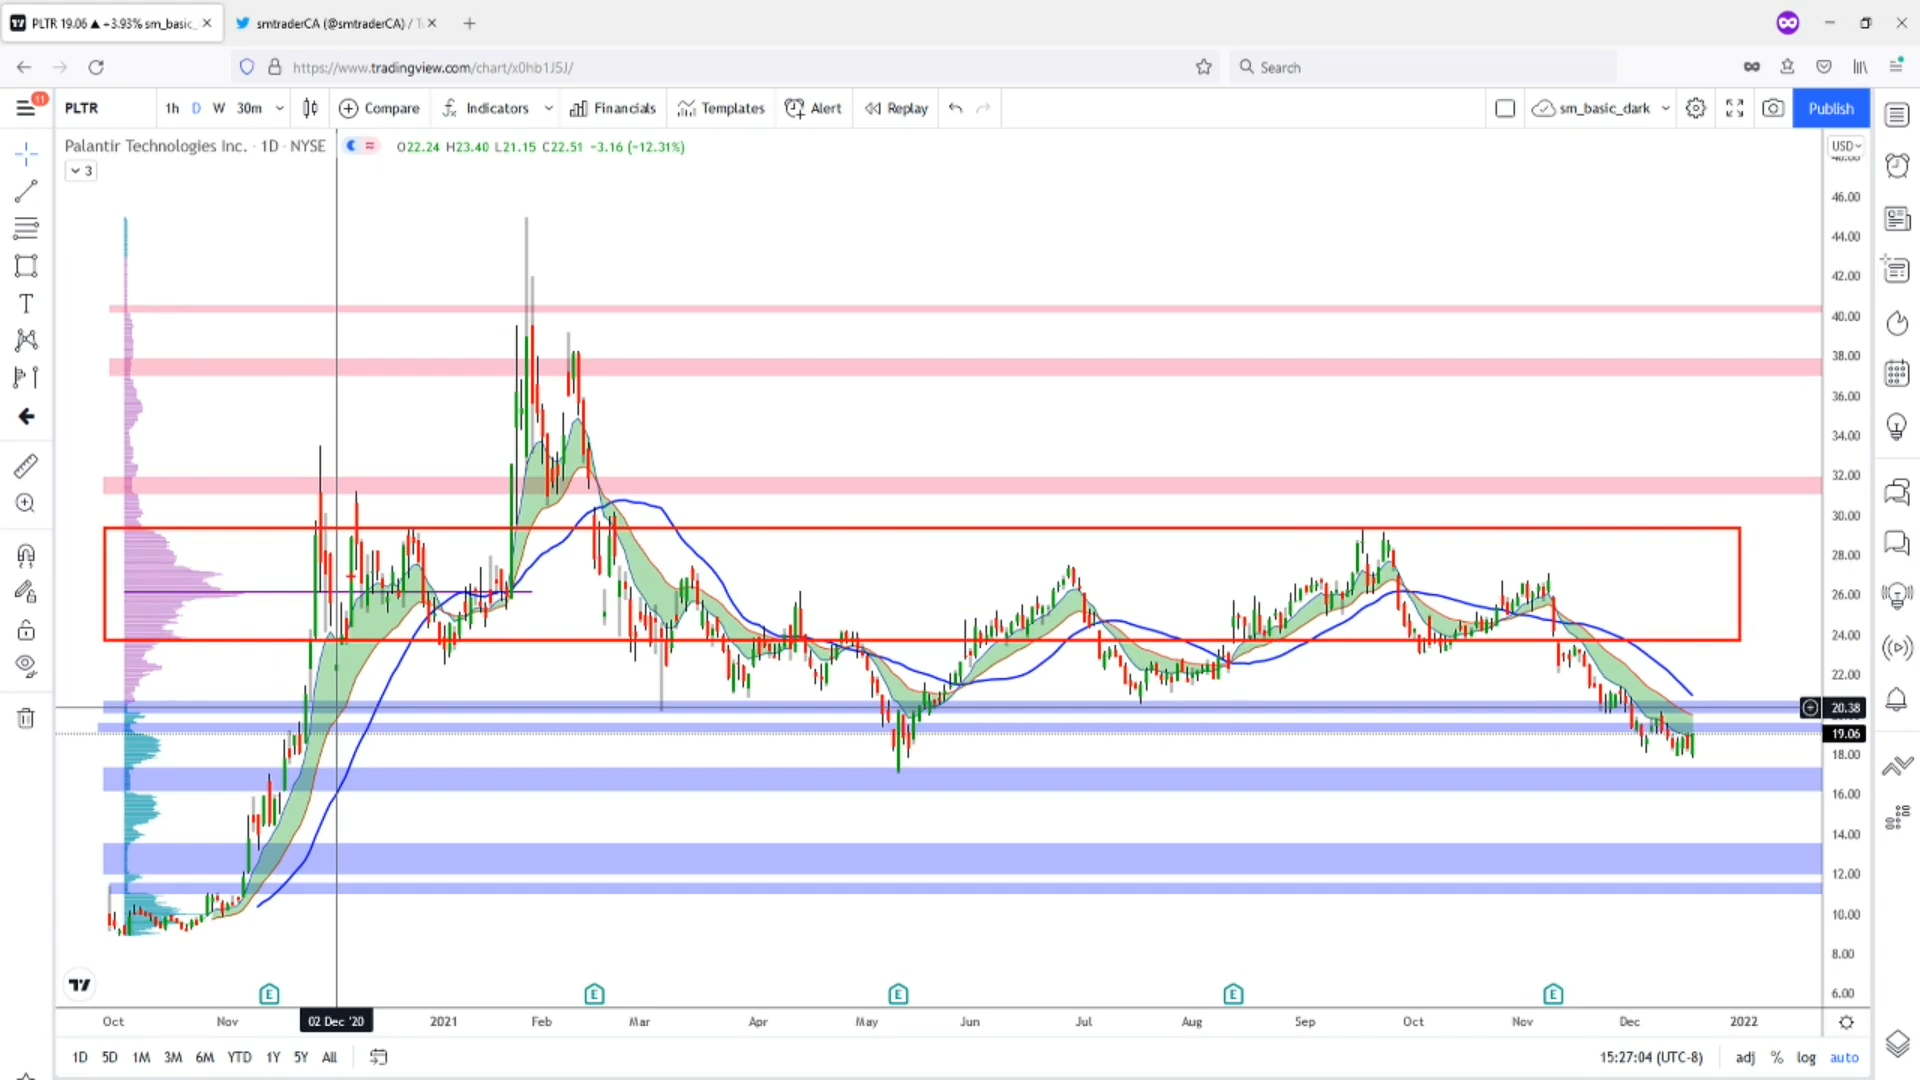 PLTR 19.06 ▲ +3.93% sm_basic_
smtraderCA (@smtraderCA) /
https://www.tradingview.com/chart/x0hb1J5J/
Search
11
PLTR
1h D W 30m
Compare
Indicators
Financials
Templates
Alert
Replay
sm_basic_dark
Publish
Palantir Technologies Inc. · 1D · NYSE
O22.24 H23.40 L21.15 C22.51 −3.16 (−12.31%)
3
USD
48.00
46.00
44.00
42.00
40.00
38.00
36.00
34.00
32.00
30.00
28.00
26.00
24.00
22.00
20.38
19.06
18.00
16.00
14.00
12.00
10.00
8.00
6.00
E E E E E
Oct Nov 02 Dec '20 2021 Feb Mar Apr May Jun Jul Aug Sep Oct Nov Dec 2022
1D 5D 1M 3M 6M YTD 1Y 5Y All
15:27:04 (UTC-8) adj % log auto